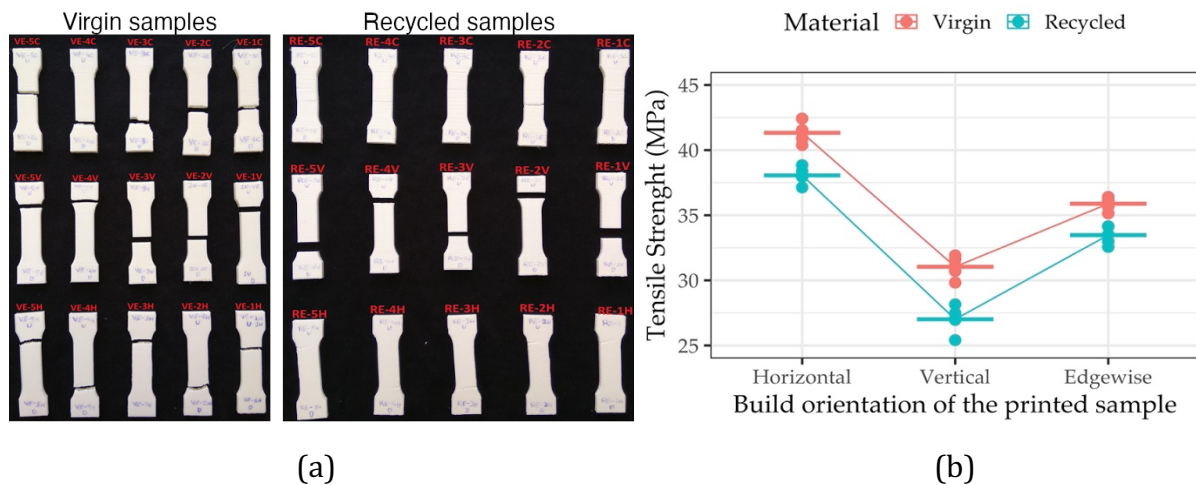 Virgin samples
VE-5C VE-4C VE-3C VE-2C VE-1C
VE-5V VE-4V VE-3V VE-2V VE-1V
VE-5H VE-4H VE-3H VE-2H VE-1H
Recycled samples
RE-5C RE-4C RE-3C RE-2C RE-1C
RE-5V RE-4V RE-3V RE-2V RE-1V
RE-5H RE-4H RE-3H RE-2H RE-1H
(a)
Material Virgin Recycled
Tensile Strenght (MPa)
45
40
35
30
25
Horizontal Vertical Edgewise
Build orientation of the printed sample
(b)